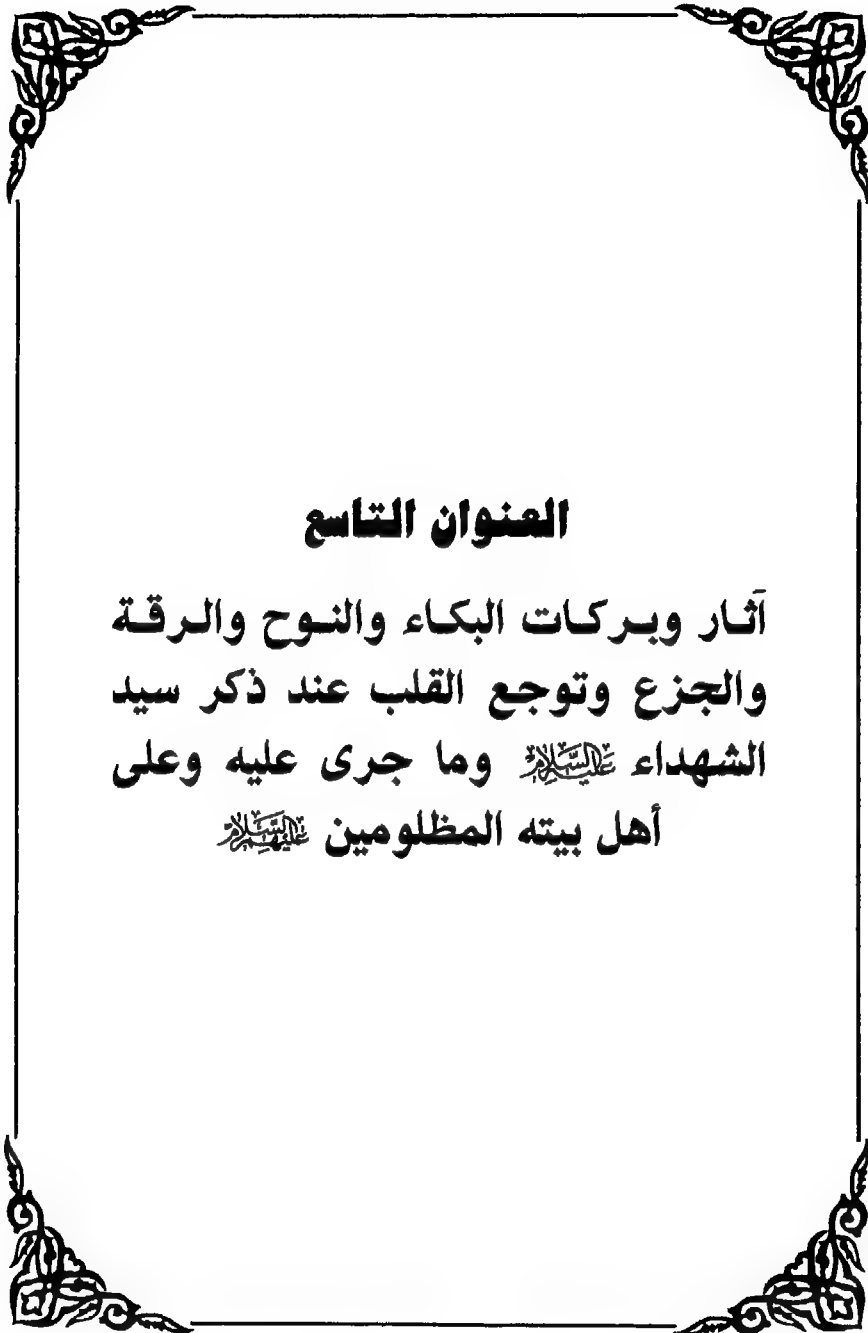 العنوان التاسع
آثار وبركات البكاء والنوح والرقة
والجزع وتوجع القلب عند ذكر سيد
الشهداء عليه السلام وما جرى عليه وعلى
أهل بيته المظلومين عليهم السلام